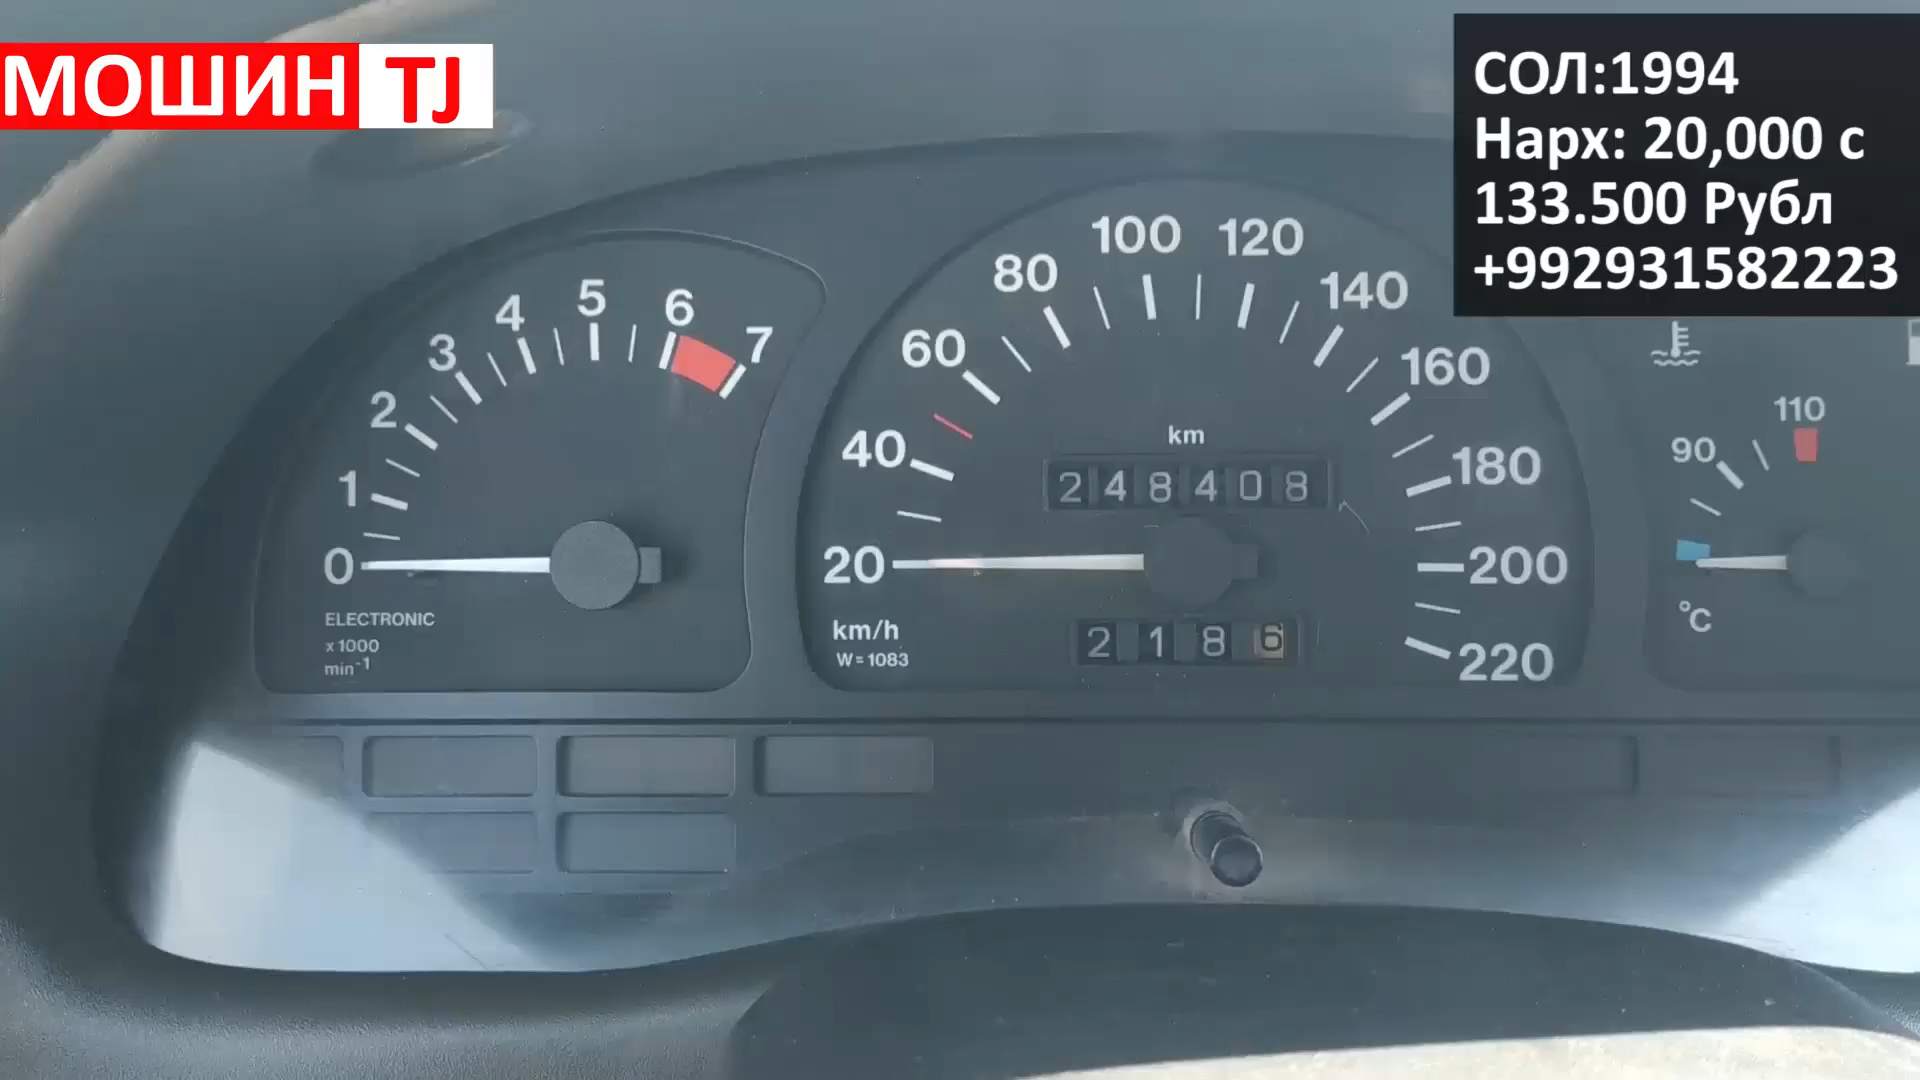 МОШИН TJ
СОЛ:1994
Нарх: 20,000 с
133.500 Рубл
+992931582223
0 1 2 3 4 5 6 7
ELECTRONIC
x1000
min-1
20 40 60 80 100 120 140 160 180 200 220
km
248408
km/h
W=1083
2186
90 110
°C